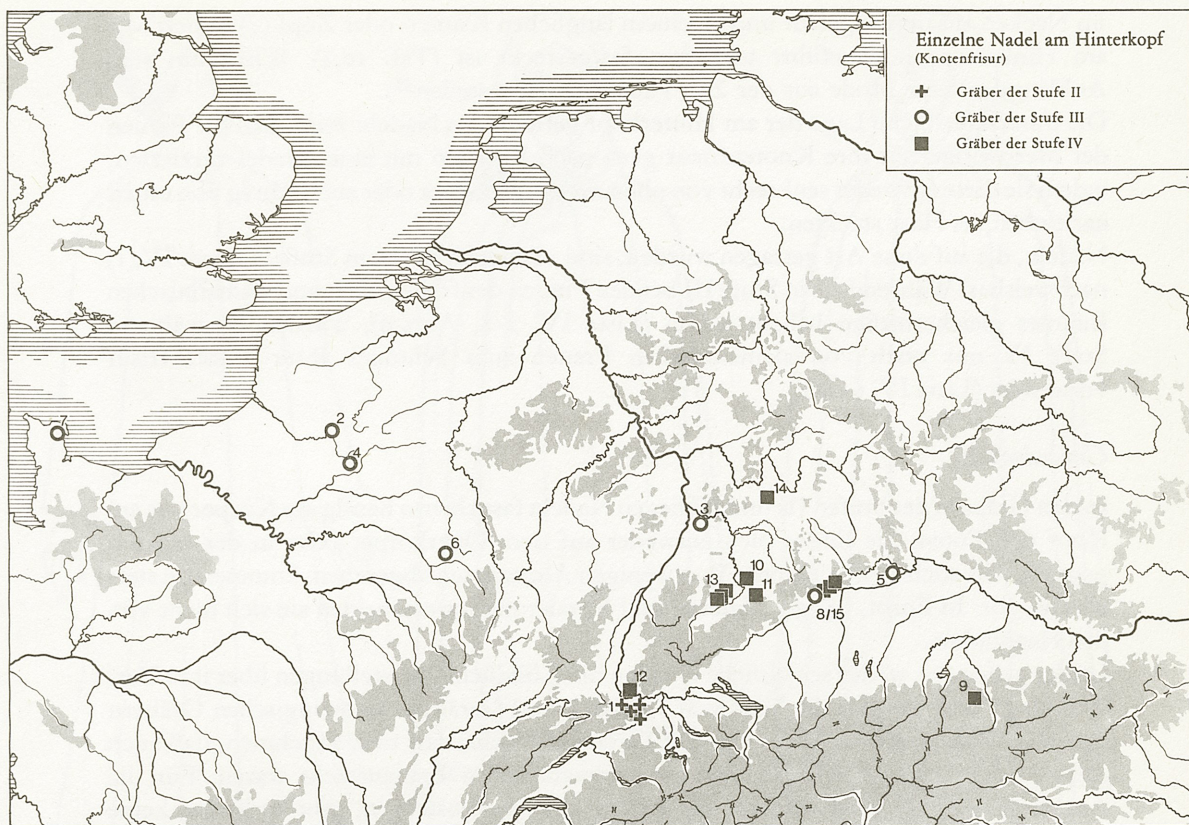 Einzelne Nadel am Hinterkopf
(Knotenfrisur)
Gräber der Stufe II
Gräber der Stufe III
Gräber der Stufe IV
7
2
4
14
3
6
10
13
11
5
8/15
12
9
1